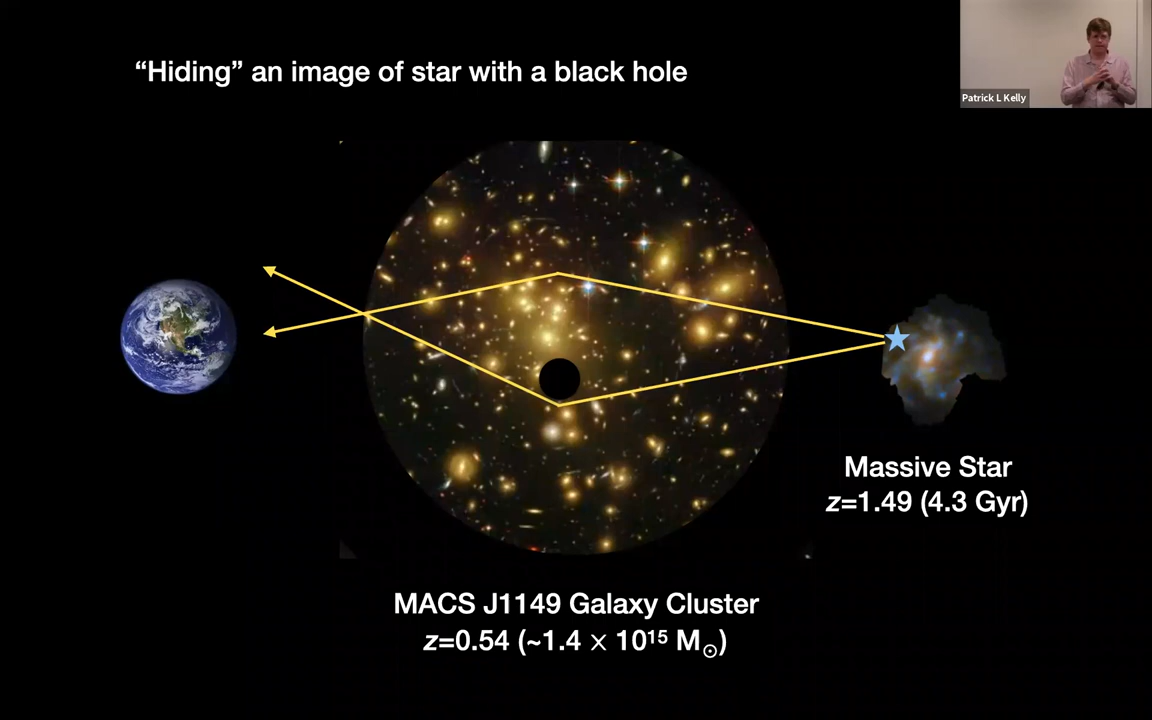 “Hiding” an image of star with a black hole
Patrick L Kelly
Massive Star
z=1.49 (4.3 Gyr)
MACS J1149 Galaxy Cluster
z=0.54 (~1.4 × 10¹⁵ M☉)